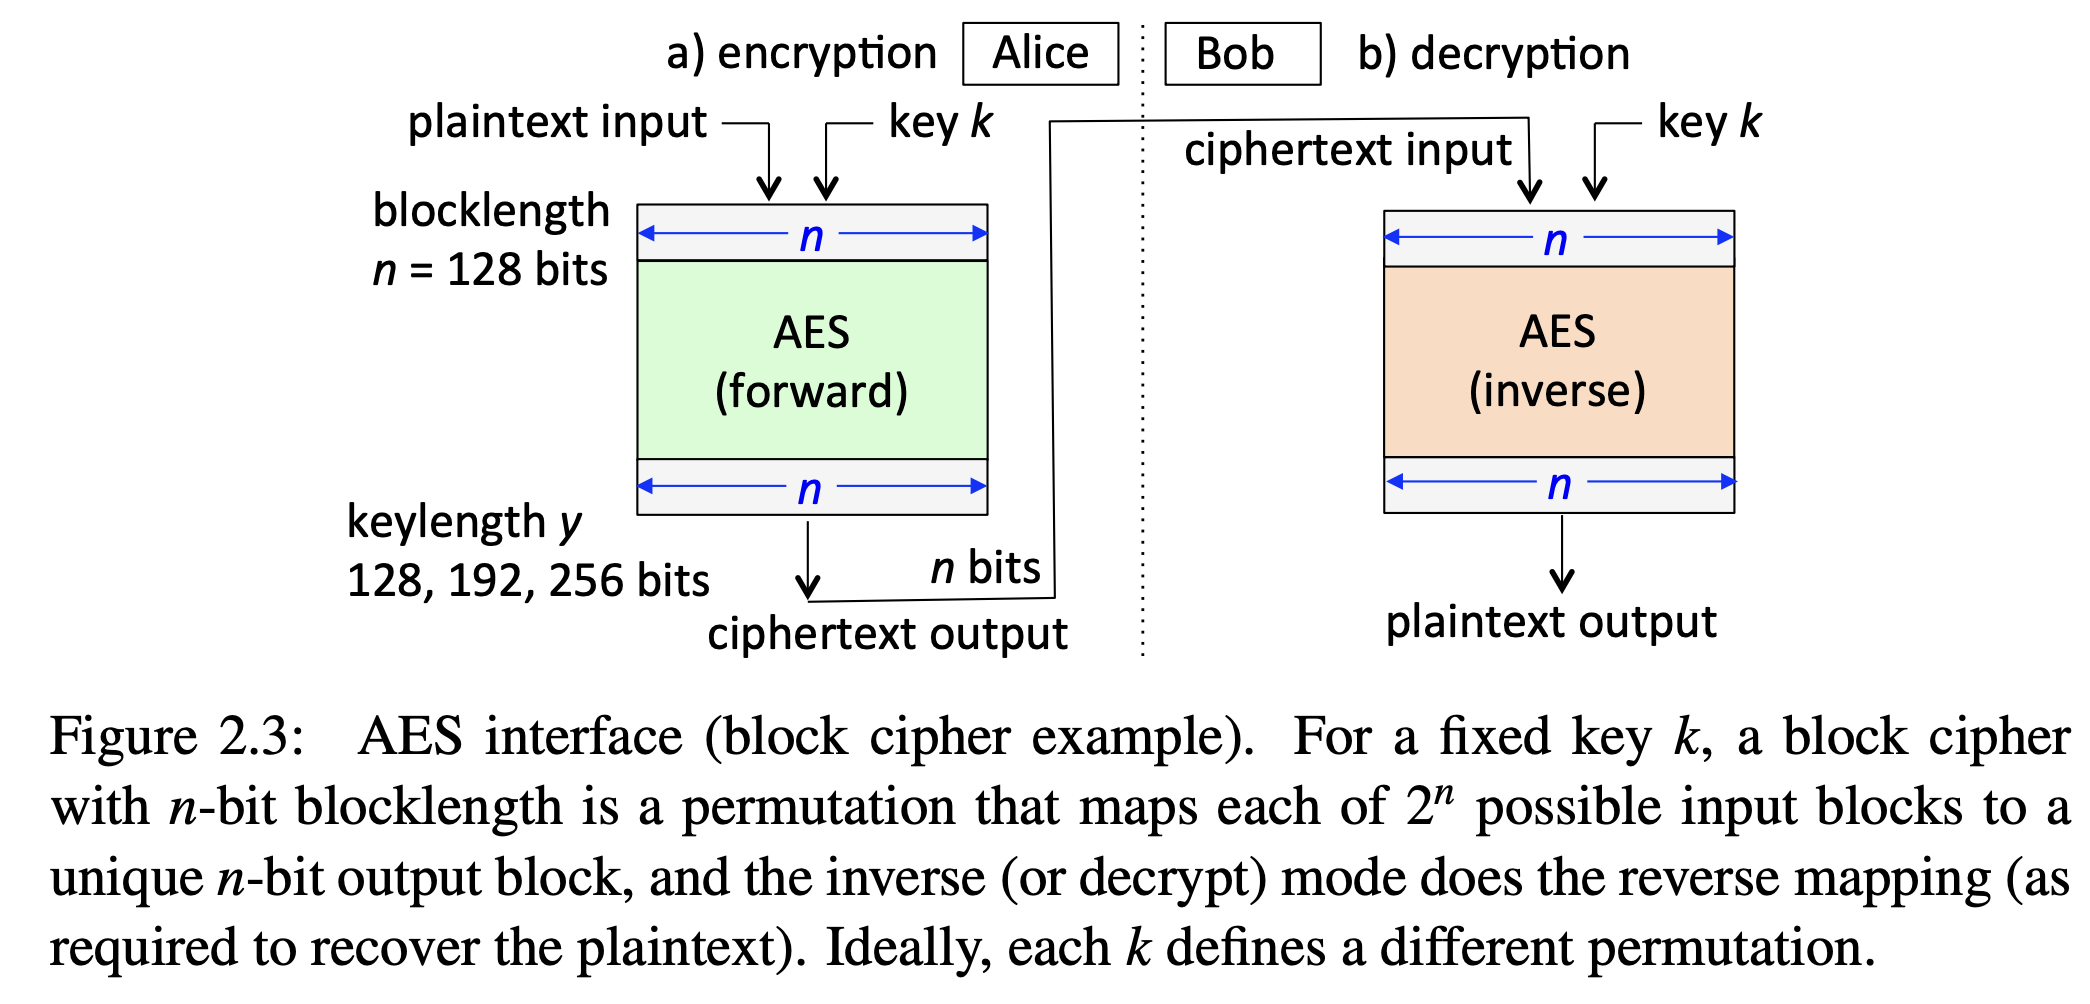 a) encryption Alice
Bob b) decryption
plaintext input
key k
ciphertext input
key k
blocklength
n = 128 bits
n
AES
(forward)
n
keylength y
128, 192, 256 bits
n bits
ciphertext output
n
AES
(inverse)
n
plaintext output
Figure 2.3: AES interface (block cipher example). For a fixed key k, a block cipher
with n-bit blocklength is a permutation that maps each of 2ⁿ possible input blocks to a
unique n-bit output block, and the inverse (or decrypt) mode does the reverse mapping (as
required to recover the plaintext). Ideally, each k defines a different permutation.